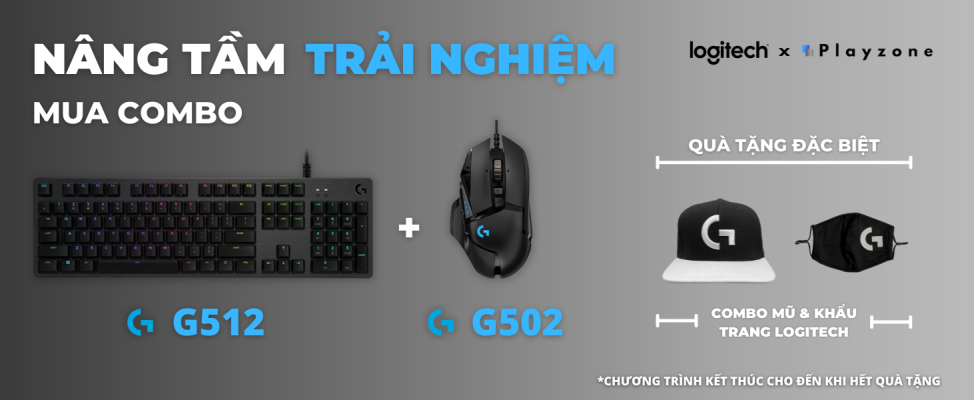 NÂNG TẦM TRẢI NGHIỆM
logitech x Playzone
MUA COMBO
QUÀ TẶNG ĐẶC BIỆT
+
G512
G502
COMBO MŨ & KHẨU
TRANG LOGITECH
*CHƯƠNG TRÌNH KẾT THÚC CHO ĐẾN KHI HẾT QUÀ TẶNG